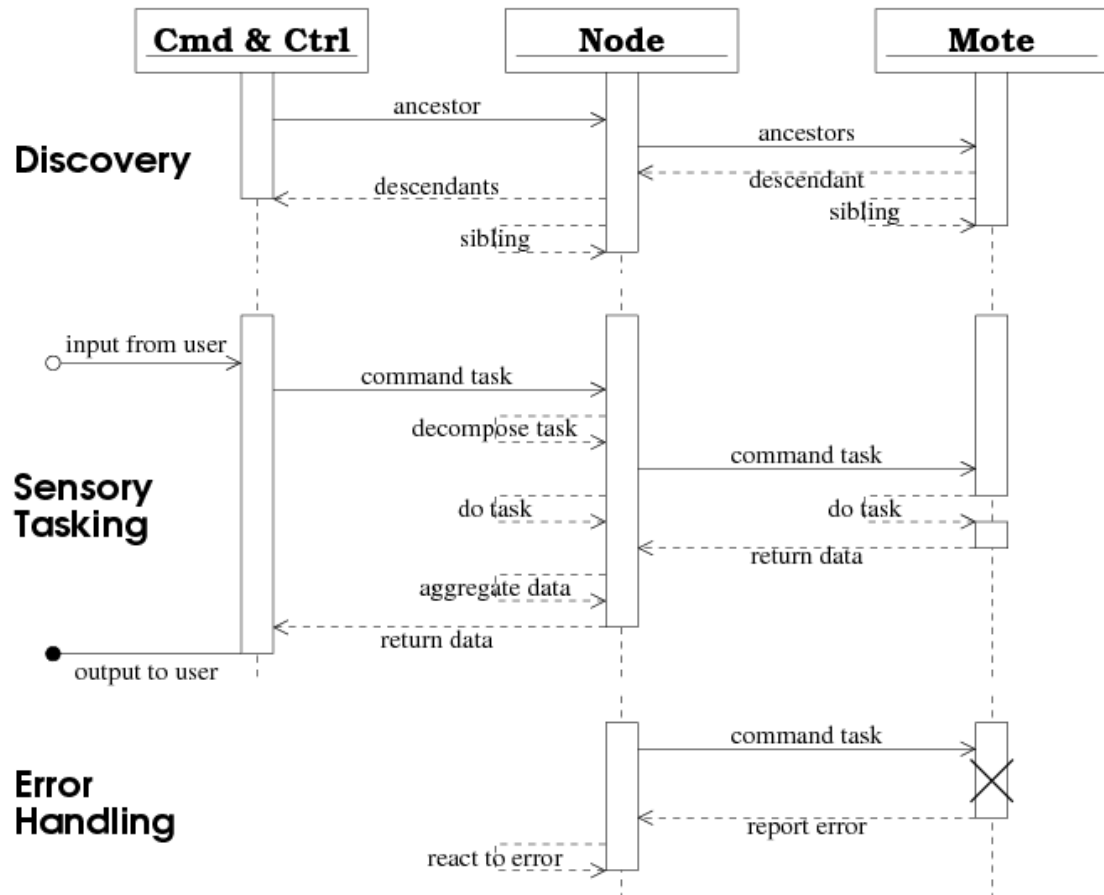 Cmd & Ctrl
Node
Mote
ancestor
ancestors
Discovery
descendant
descendants
sibling
sibling
input from user
command task
decompose task
command task
Sensory
Tasking
do task
do task
return data
aggregate data
return data
output to user
command task
Error
Handling
report error
react to error